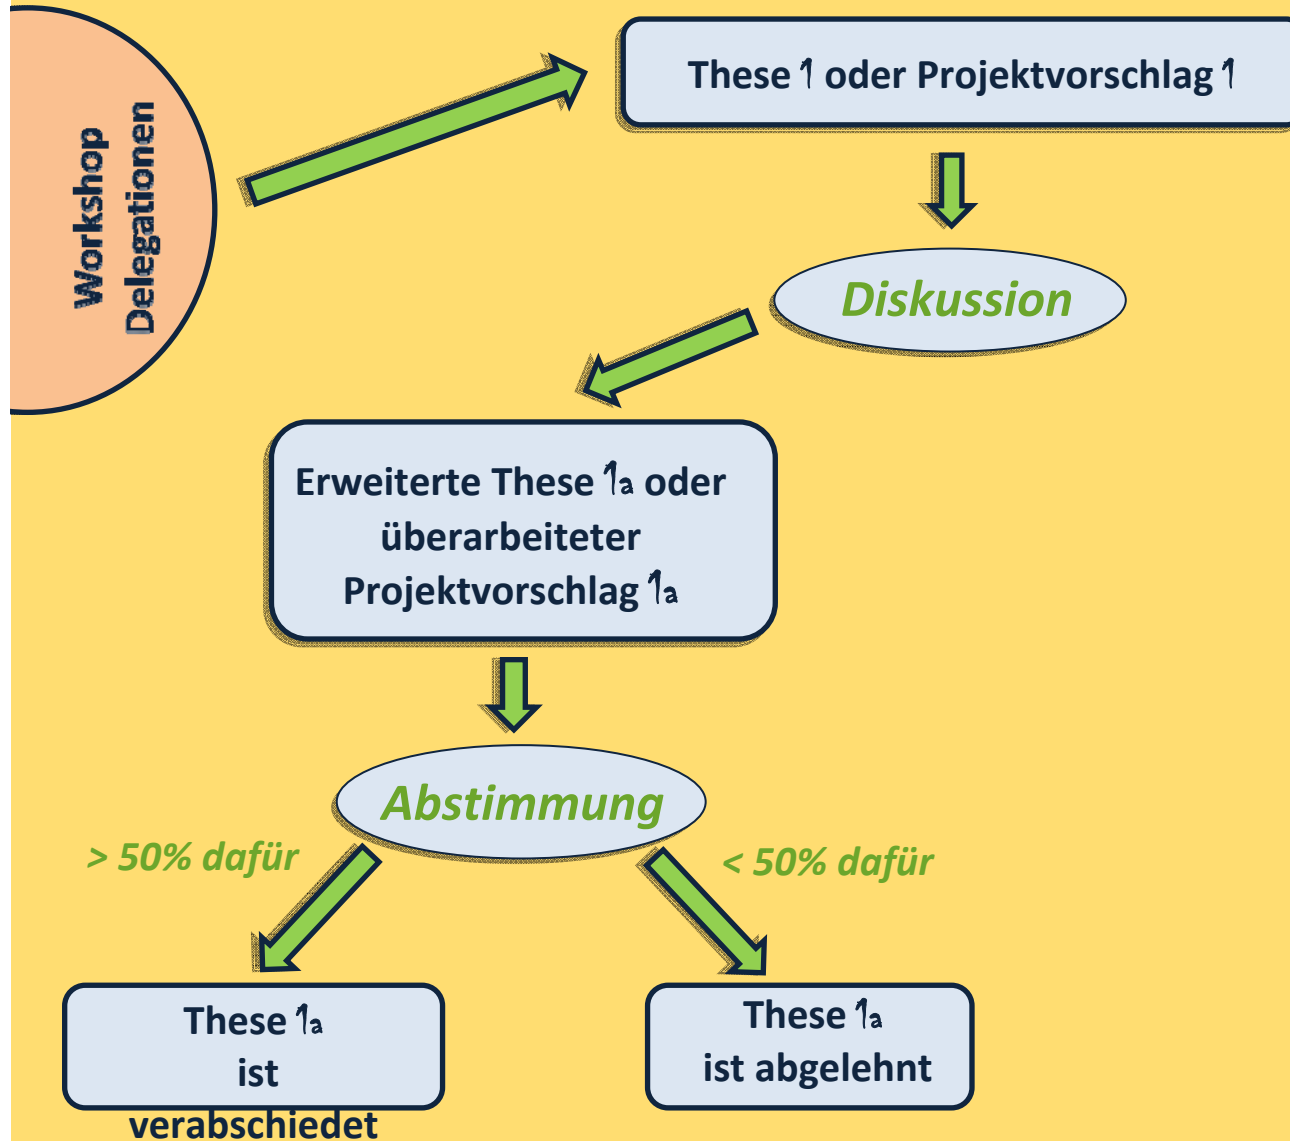 Workshop
Delegationen
These 1 oder Projektvorschlag 1
Diskussion
Erweiterte These 1a oder
überarbeiteter
Projektvorschlag 1a
Abstimmung
> 50% dafür
< 50% dafür
These 1a
ist
verabschiedet
These 1a
ist abgelehnt